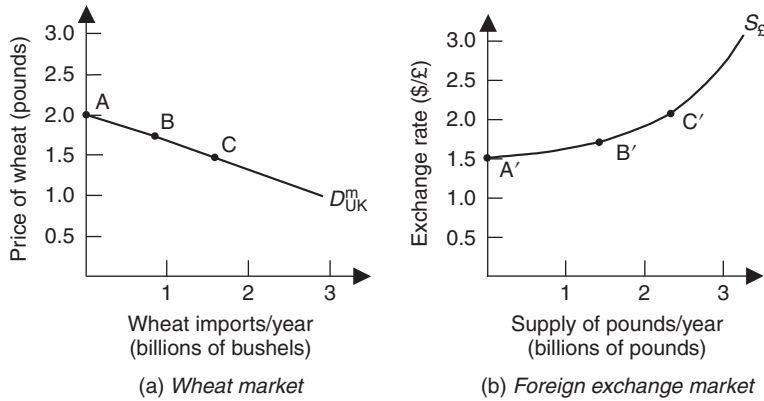 Price of wheat (pounds)
3.0
2.5
2.0
1.5
1.0
0.5
A
B
C
D^m_UK
1 2 3
Wheat imports/year
(billions of bushels)
(a) Wheat market
Exchange rate ($/£)
3.0
2.5
2.0
1.5
1.0
0.5
S_£
A′
B′
C′
1 2 3
Supply of pounds/year
(billions of pounds)
(b) Foreign exchange market